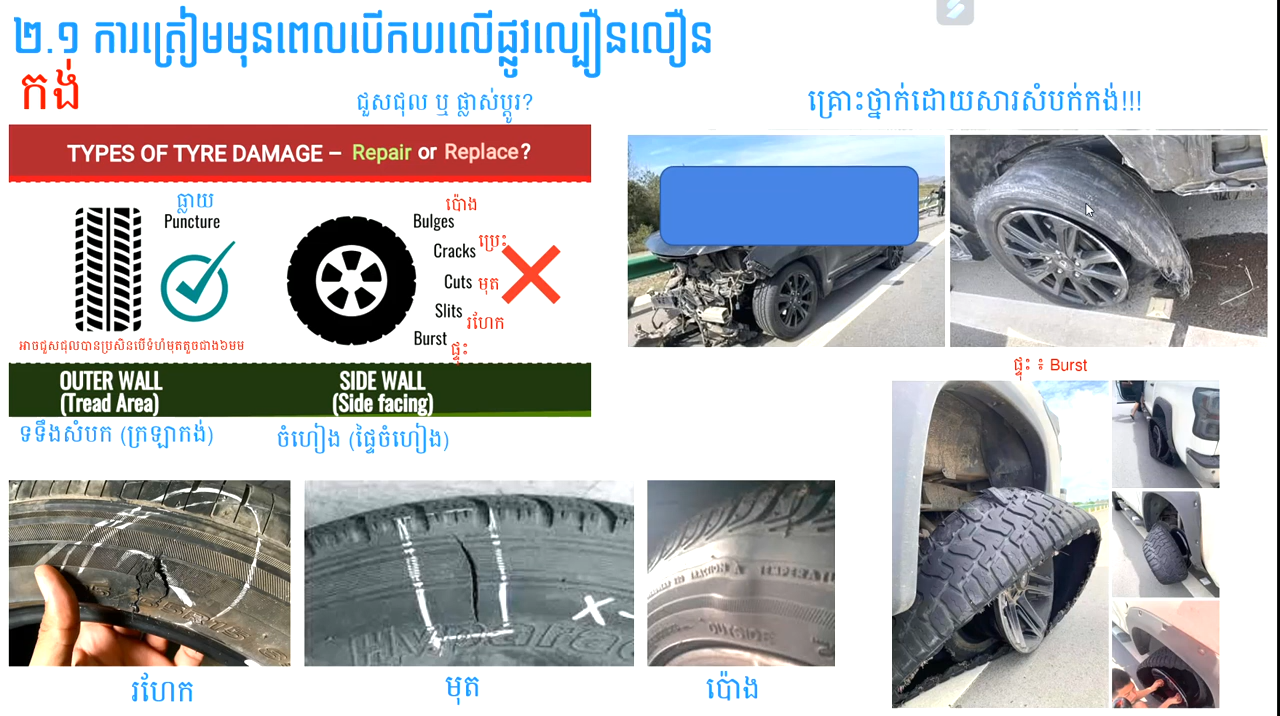 ២.១ ការត្រៀមមុនពេលបើកបរលើផ្លូវល្បឿនលឿន
កង់
ជួសជុល ឬ ផ្លាស់ប្ដូរ?
គ្រោះថ្នាក់ដោយសារសំបក់កង់!!!
TYPES OF TYRE DAMAGE – Repair or Replace?
ធ្លាយ
Puncture
ប៉ោង
Bulges
Cracks ប្រេះ
Cuts មុត
Slits រហែក
Burst ផ្ទុះ
អាចជួសជុលបានប្រសិនបើទំហំមុតតូចជាង៦មម
OUTER WALL
(Tread Area)
SIDE WALL
(Side facing)
ទទឹងសំបក (ក្រឡាកង់)
ចំហៀង (ផ្ទៃចំហៀង)
ផ្ទុះ ៖ Burst
TEMPERATU
OUTSIDE
រហែក
មុត
ប៉ោង